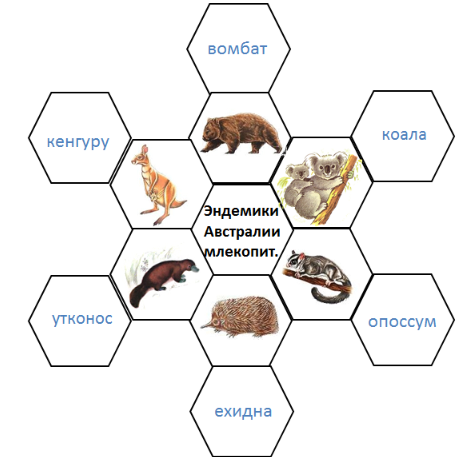 вомбат
кенгуру
коала
Эндемики
Австралии
млекопит.
утконос
опоссум
ехидна